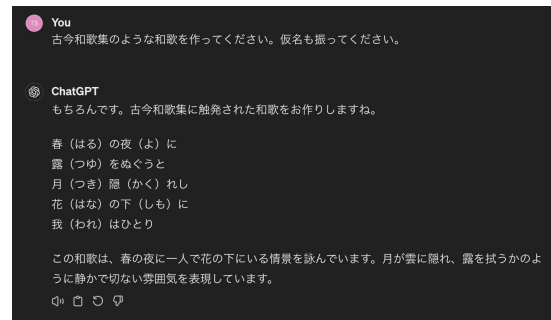 TS
You
古今和歌集のような和歌を作ってください。仮名も振ってください。
ChatGPT
もちろんです。古今和歌集に触発された和歌をお作りしますね。
春（はる）の夜（よ）に
露（つゆ）をぬぐうと
月（つき）隠（かく）れし
花（はな）の下（しも）に
我（われ）はひとり
この和歌は、春の夜に一人で花の下にいる情景を詠んでいます。月が雲に隠れ、露を拭うかのよ
うに静かで切ない雰囲気を表現しています。